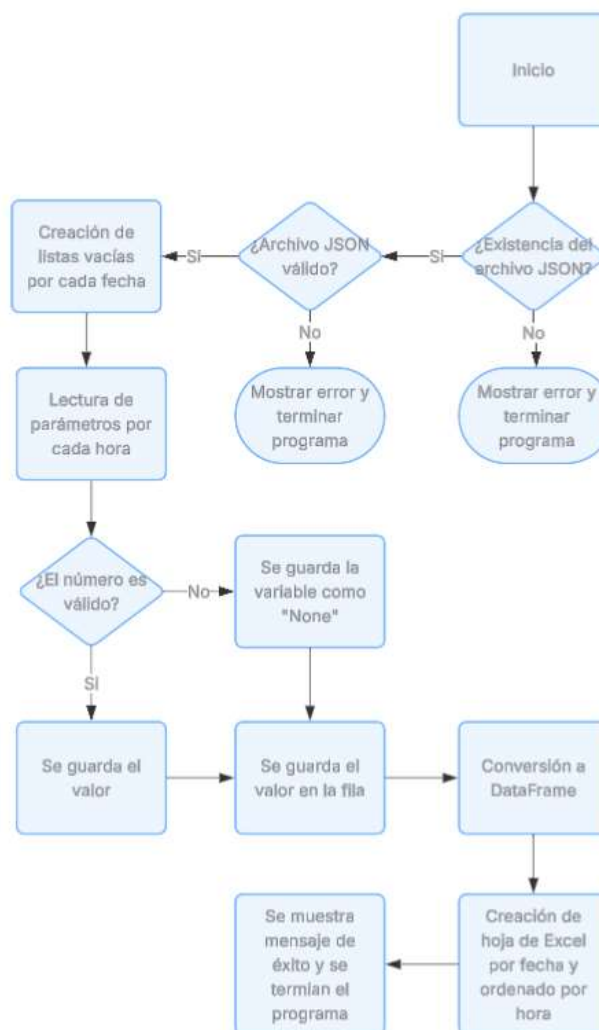 Inicio
¿Existencia del
archivo JSON?
Sí
No
Mostrar error y
terminar
programa
¿Archivo JSON
válido?
Sí
No
Mostrar error y
terminar
programa
Creación de
listas vacías
por cada fecha
Lectura de
parámetros por
cada hora
¿El número es
válido?
No
Se guarda la
variable como
"None"
Sí
Se guarda el
valor
Se guarda el
valor en la fila
Conversión a
DataFrame
Creación de
hoja de Excel
por fecha y
ordenado por
hora
Se muestra
mensaje de
éxito y se
termían el
programa